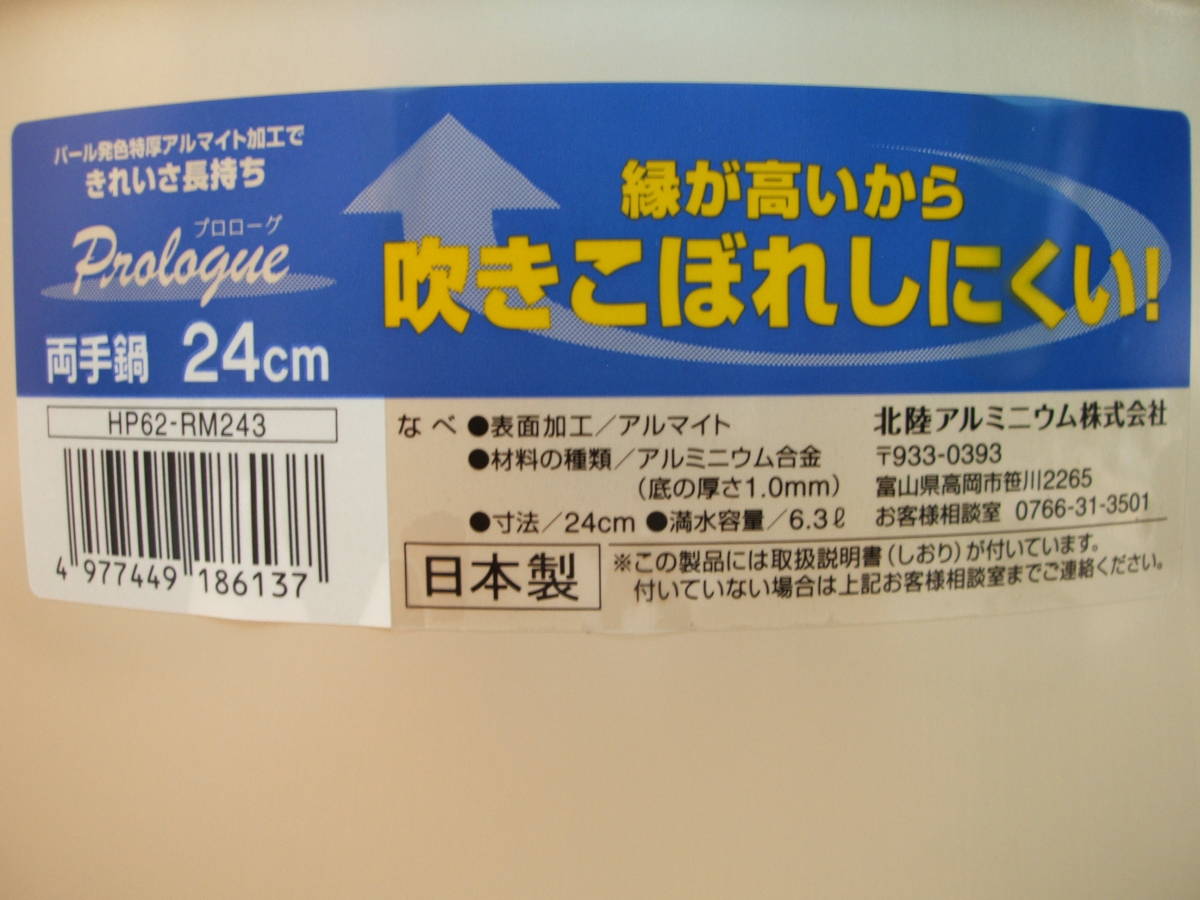 パール発色特厚アルマイト加工で
きれいさ長持ち
プロローグ
Prologue
両手鍋 24cm
縁が高いから
吹きこぼれしにくい!
HP62-RM243
4 977449 186137
なべ ●表面加工/アルマイト
●材料の種類/アルミニウム合金
(底の厚さ1.0mm)
●寸法/24cm ●満水容量/6.3ℓ
北陸アルミニウム株式会社
〒933-0393
富山県高岡市笹川2265
お客様相談室 0766-31-3501
日本製
※この製品には取扱説明書(しおり)が付いています。
付いていない場合は上記お客様相談室までご連絡ください。